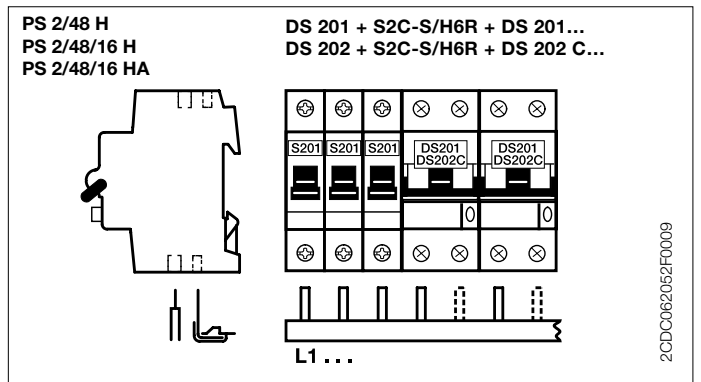 PS 2/48 H
PS 2/48/16 H
PS 2/48/16 HA
DS 201 + S2C-S/H6R + DS 201...
DS 202 + S2C-S/H6R + DS 202 C...
S201 S201 S201 DS201 DS201
DS202C DS202C
L1 . . .
2CDC062052F0009